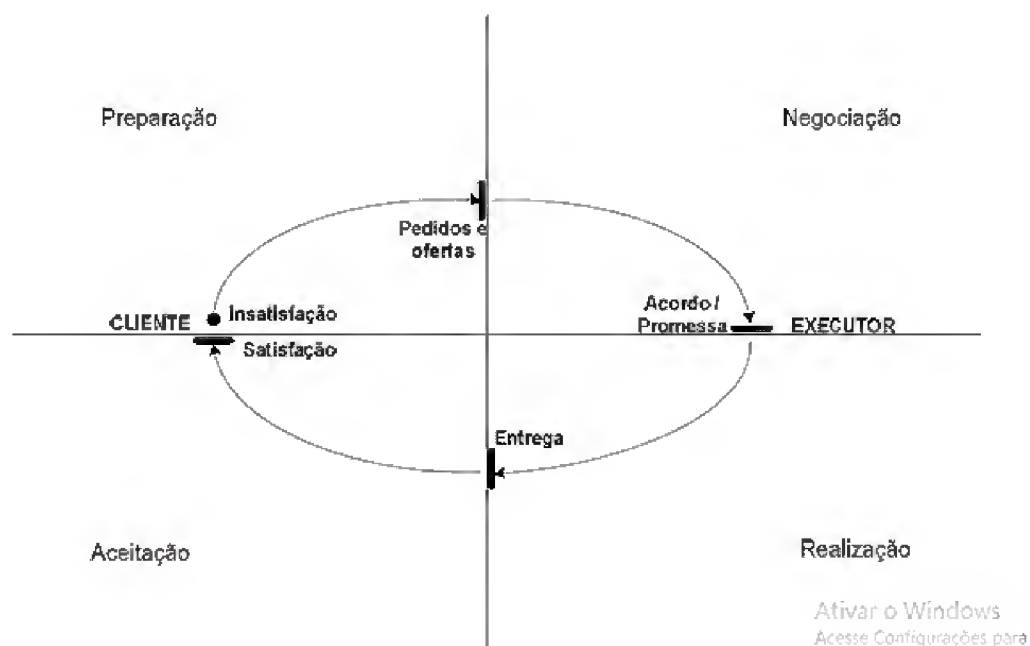 Preparação
Negociação
Pedidos e
ofertas
CLIENTE
Insatisfação
Satisfação
Acordo /
Promessa
EXECUTOR
Entrega
Aceitação
Realização
Ativar o Windows
Acesse Configurações para